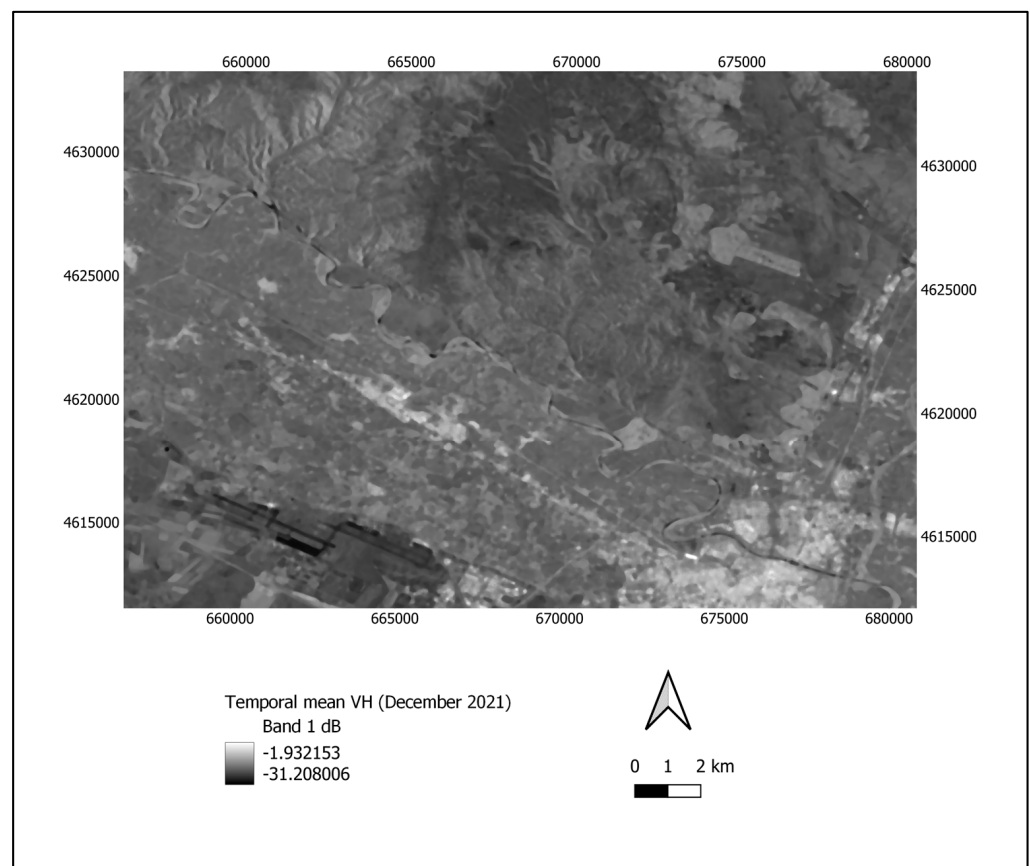 660000 665000 670000 675000 680000
4630000 4630000
4625000 4625000
4620000 4620000
4615000 4615000
660000 665000 670000 675000 680000
Temporal mean VH (December 2021)
Band 1 dB
-1.932153
-31.208006
0 1 2 km